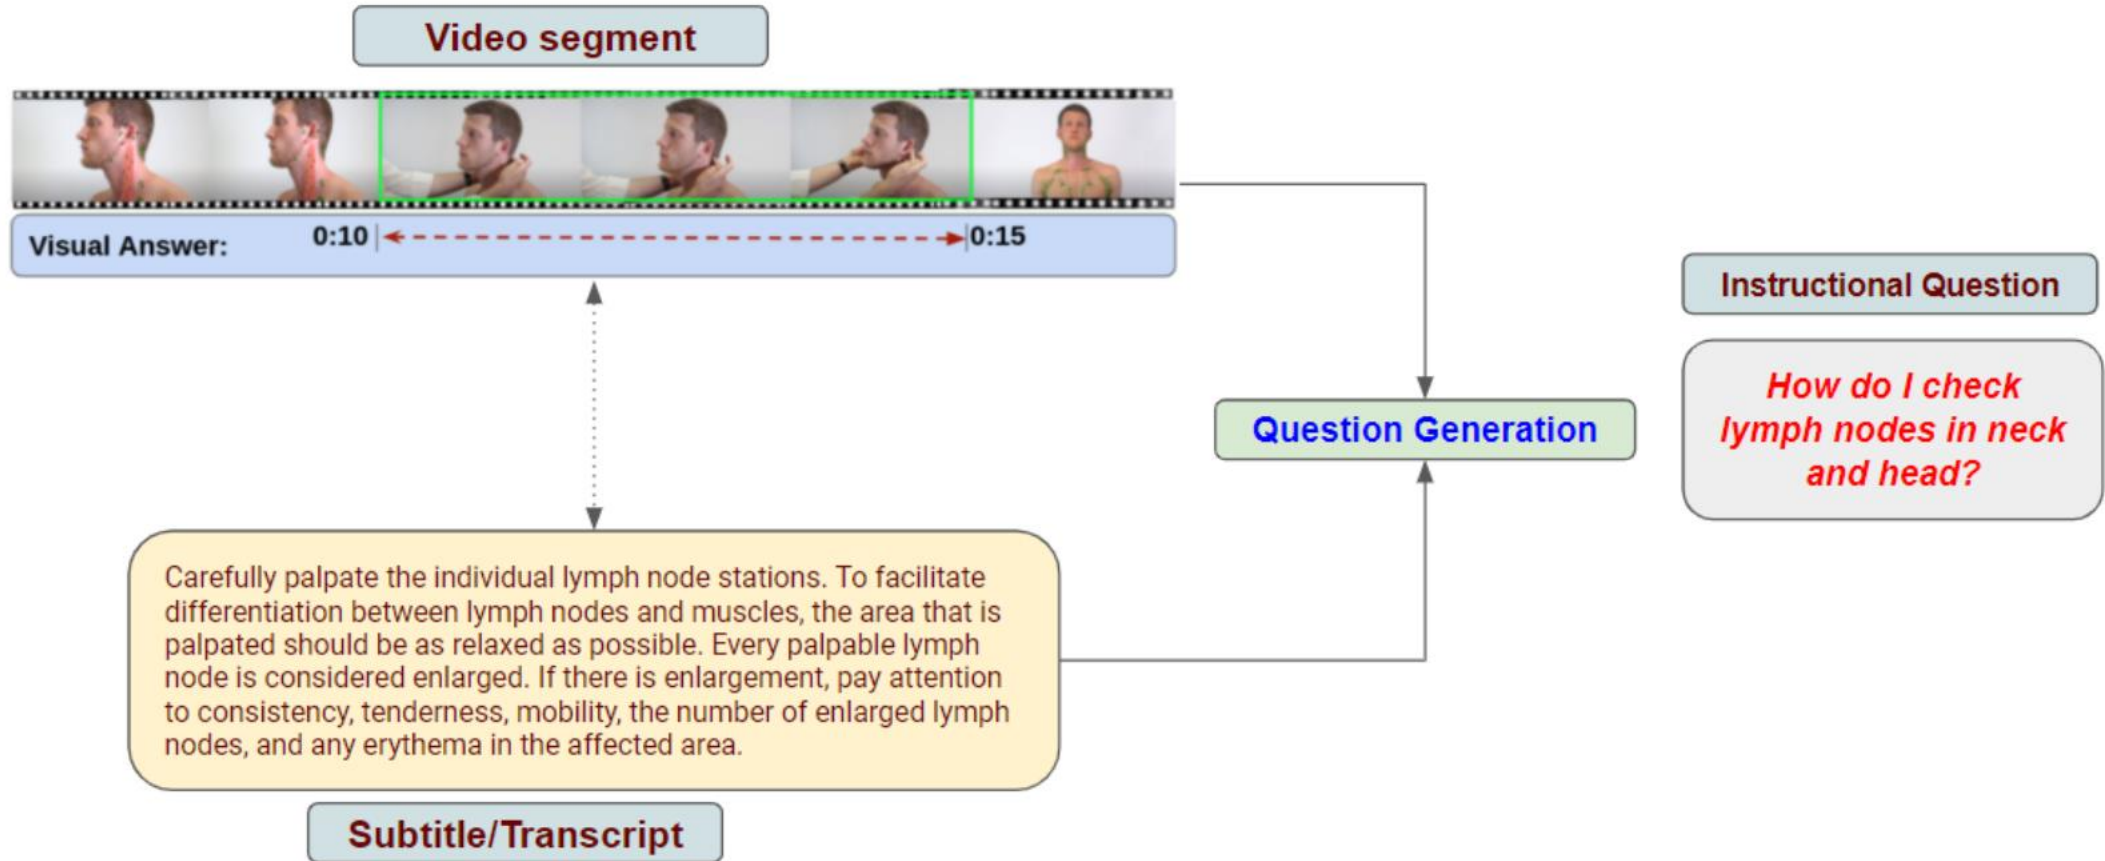 Video segment
Visual Answer:
0:10
0:15
Instructional Question
How do I check
lymph nodes in neck
and head?
Question Generation
Carefully palpate the individual lymph node stations. To facilitate
differentiation between lymph nodes and muscles, the area that is
palpated should be as relaxed as possible. Every palpable lymph
node is considered enlarged. If there is enlargement, pay attention
to consistency, tenderness, mobility, the number of enlarged lymph
nodes, and any erythema in the affected area.
Subtitle/Transcript